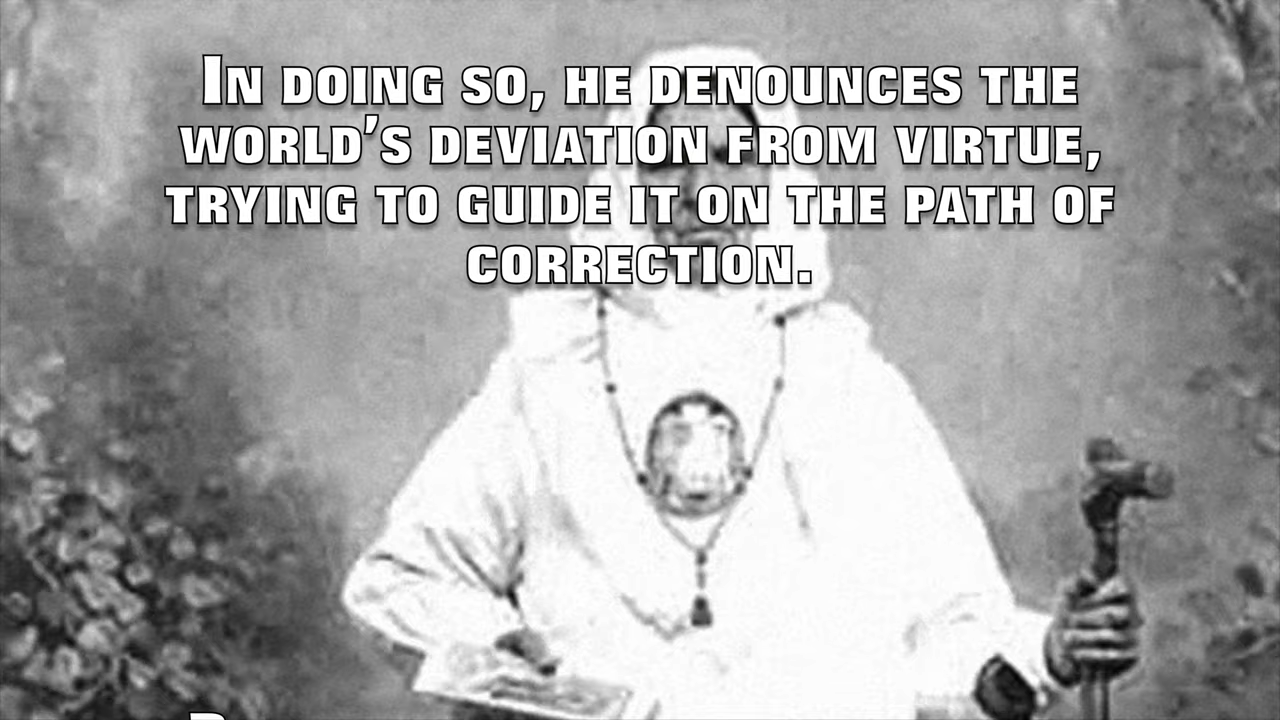 In doing so, he denounces the
world's deviation from virtue,
trying to guide it on the path of
correction.